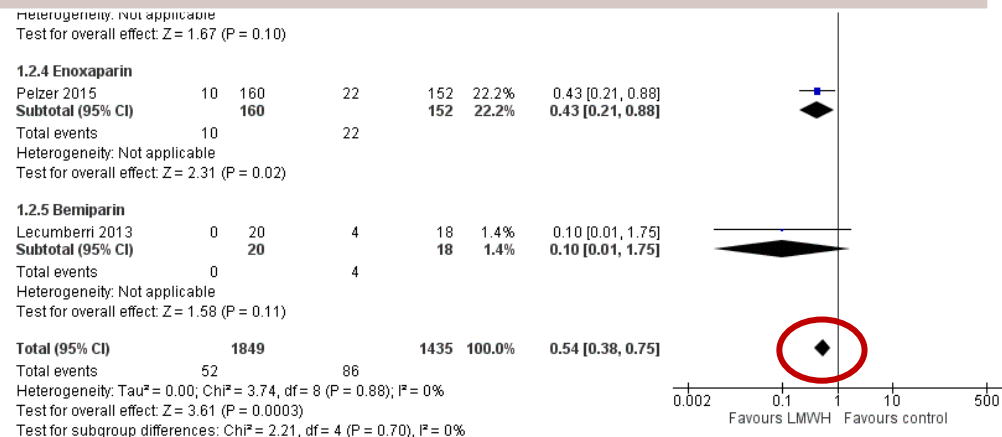 Heterogeneity: Not applicable
Test for overall effect: Z = 1.67 (P = 0.10)
1.2.4 Enoxaparin
Pelzer 2015 10 160 22 152 22.2% 0.43 [0.21, 0.88]
Subtotal (95% CI) 160 152 22.2% 0.43 [0.21, 0.88]
Total events 10 22
Heterogeneity: Not applicable
Test for overall effect: Z = 2.31 (P = 0.02)
1.2.5 Bemiparin
Lecumberri 2013 0 20 4 18 1.4% 0.10 [0.01, 1.75]
Subtotal (95% CI) 20 18 1.4% 0.10 [0.01, 1.75]
Total events 0 4
Heterogeneity: Not applicable
Test for overall effect: Z = 1.58 (P = 0.11)
Total (95% CI) 1849 1435 100.0% 0.54 [0.38, 0.75]
Total events 52 86
Heterogeneity: Tau² = 0.00; Chi² = 3.74, df = 8 (P = 0.88); I² = 0%
Test for overall effect: Z = 3.61 (P = 0.0003)
Test for subgroup differences: Chi² = 2.21, df = 4 (P = 0.70), I² = 0%
0.002 0.1 1 10 500
Favours LMWH Favours control